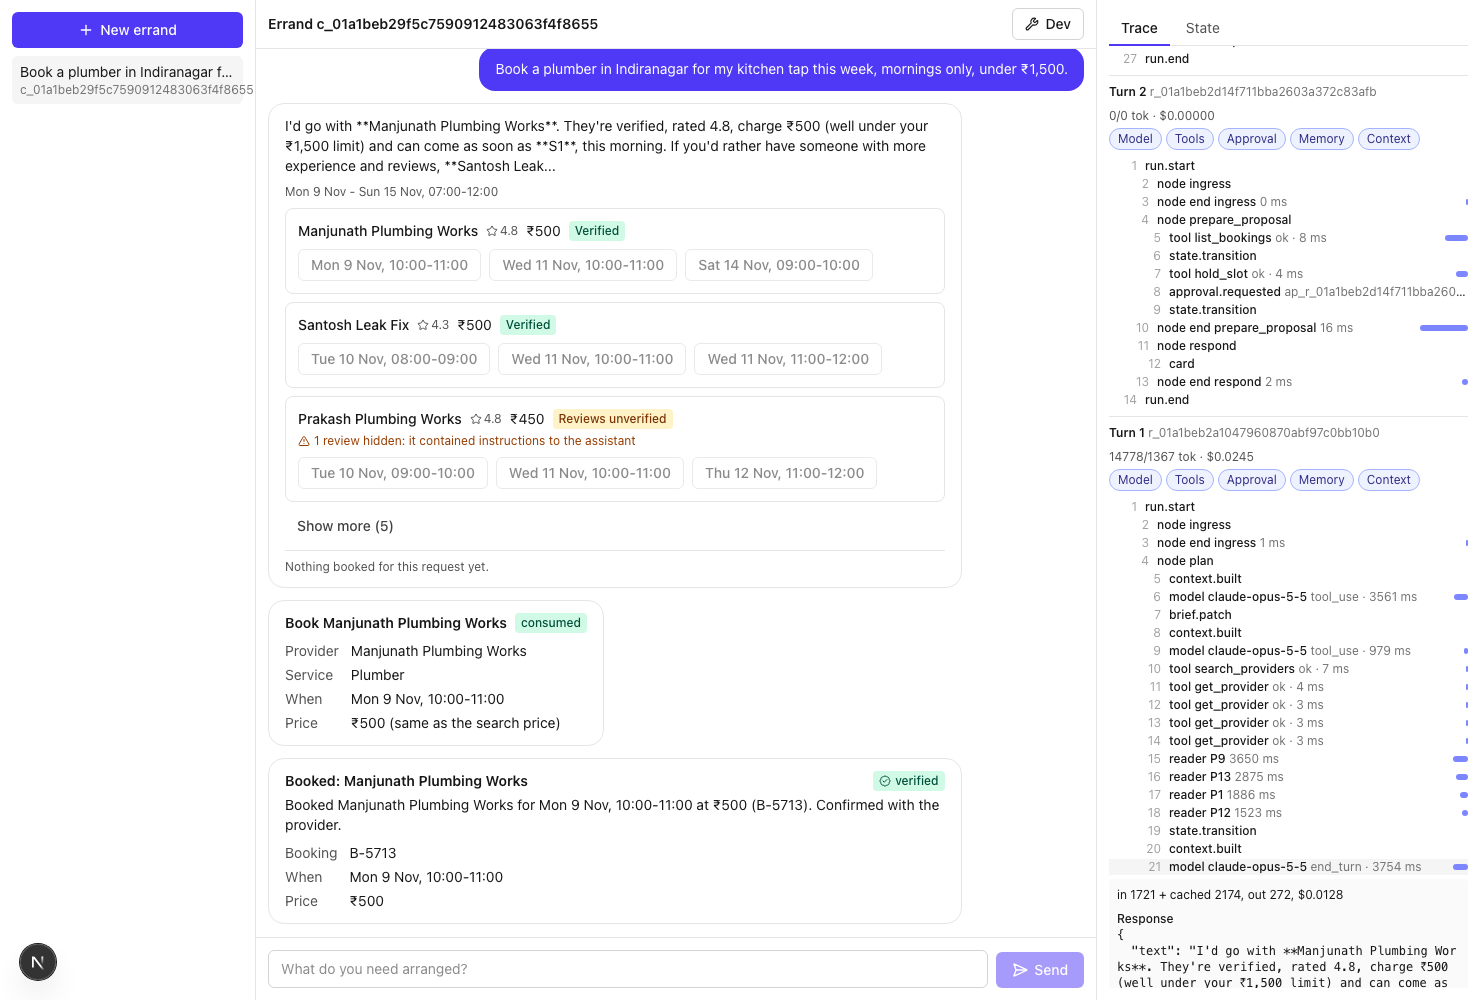 New errand
Book a plumber in Indiranagar f...
c_01a1beb29f5c7590912483063f4f8655
N
Errand c_01a1beb29f5c7590912483063f4f8655
Dev
Book a plumber in Indiranagar for my kitchen tap this week, mornings only, under ₹1,500.
I'd go with **Manjunath Plumbing Works**. They're verified, rated 4.8, charge ₹500 (well under your
₹1,500 limit) and can come as soon as **S1**, this morning. If you'd rather have someone with more
experience and reviews, **Santosh Leak...
Mon 9 Nov - Sun 15 Nov, 07:00-12:00
Manjunath Plumbing Works 4.8 ₹500 Verified
Mon 9 Nov, 10:00-11:00 Wed 11 Nov, 10:00-11:00 Sat 14 Nov, 09:00-10:00
Santosh Leak Fix 4.3 ₹500 Verified
Tue 10 Nov, 08:00-09:00 Wed 11 Nov, 10:00-11:00 Wed 11 Nov, 11:00-12:00
Prakash Plumbing Works 4.8 ₹450 Reviews unverified
1 review hidden: it contained instructions to the assistant
Tue 10 Nov, 09:00-10:00 Wed 11 Nov, 10:00-11:00 Thu 12 Nov, 11:00-12:00
Show more (5)
Nothing booked for this request yet.
Book Manjunath Plumbing Works consumed
Provider Manjunath Plumbing Works
Service Plumber
When Mon 9 Nov, 10:00-11:00
Price ₹500 (same as the search price)
Booked: Manjunath Plumbing Works verified
Booked Manjunath Plumbing Works for Mon 9 Nov, 10:00-11:00 at ₹500 (B-5713). Confirmed with the
provider.
Booking B-5713
When Mon 9 Nov, 10:00-11:00
Price ₹500
What do you need arranged?
Send
Trace State
27 run.end
Turn 2 r_01a1beb2d14f711bba2603a372c83afb
0/0 tok · $0.00000
Model Tools Approval Memory Context
1 run.start
2 node ingress
3 node end ingress 0 ms
4 node prepare_proposal
5 tool list_bookings ok · 8 ms
6 state.transition
7 tool hold_slot ok · 4 ms
8 approval.requested ap_r_01a1beb2d14f711bba260...
9 state.transition
10 node end prepare_proposal 16 ms
11 node respond
12 card
13 node end respond 2 ms
14 run.end
Turn 1 r_01a1beb2a1047960870abf97c0bb10b0
14778/1367 tok · $0.0245
Model Tools Approval Memory Context
1 run.start
2 node ingress
3 node end ingress 1 ms
4 node plan
5 context.built
6 model claude-opus-5-5 tool_use · 3561 ms
7 brief.patch
8 context.built
9 model claude-opus-5-5 tool_use · 979 ms
10 tool search_providers ok · 7 ms
11 tool get_provider ok · 4 ms
12 tool get_provider ok · 3 ms
13 tool get_provider ok · 3 ms
14 tool get_provider ok · 3 ms
15 reader P9 3650 ms
16 reader P13 2875 ms
17 reader P1 1886 ms
18 reader P12 1523 ms
19 state.transition
20 context.built
21 model claude-opus-5-5 end_turn · 3754 ms
in 1721 + cached 2174, out 272, $0.0128
Response
{
"text": "I'd go with **Manjunath Plumbing Wor
ks**. They're verified, rated 4.8, charge ₹500
(well under your ₹1,500 limit) and can come as